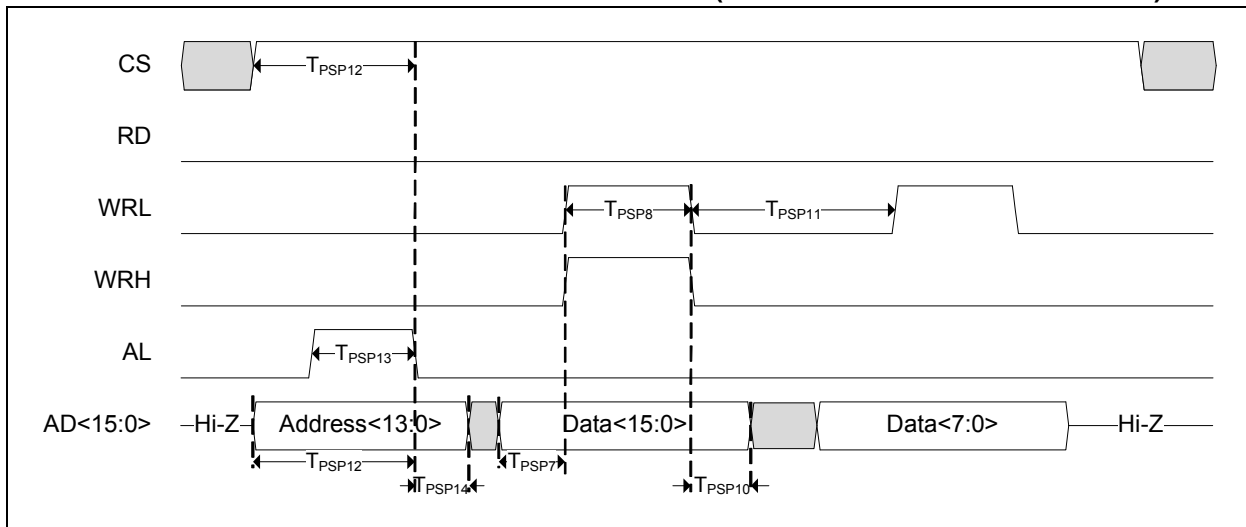 CS
T_PSP12
RD
WRL
T_PSP8
T_PSP11
WRH
AL
T_PSP13
AD<15:0>
Hi-Z
Address<13:0>
Data<15:0>
Data<7:0>
Hi-Z
T_PSP12
T_PSP7
T_PSP14
T_PSP10